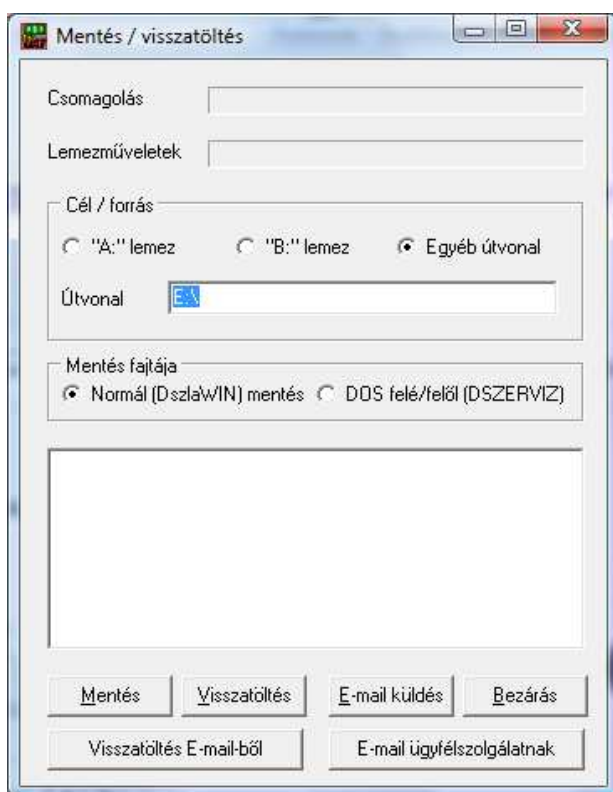 Mentés / visszatöltés
Csomagolás
Lemezműveletek
Cél / forrás
"A:" lemez "B:" lemez Egyéb útvonal
Útvonal E:\
Mentés fajtája
Normál (DszlaWIN) mentés DOS felé/felől (DSZERVIZ)
Mentés Visszatöltés E-mail küldés Bezárás
Visszatöltés E-mail-ből E-mail ügyfélszolgálatnak